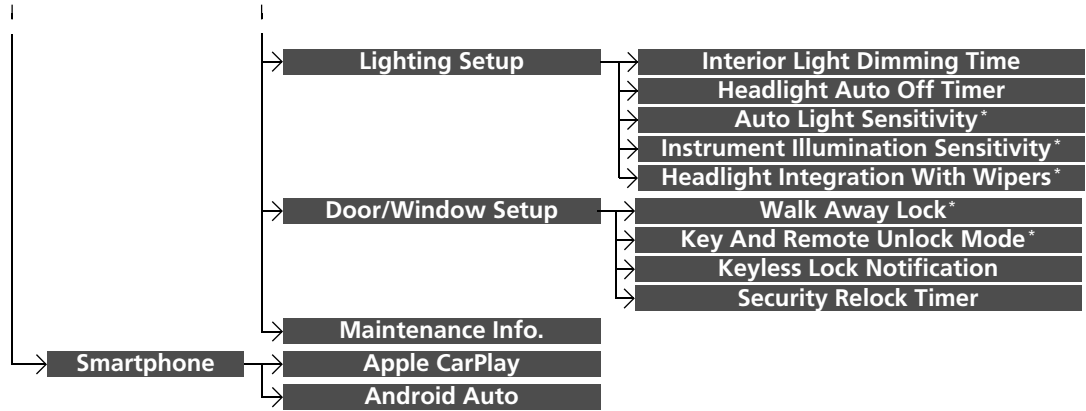 Lighting Setup
Interior Light Dimming Time
Headlight Auto Off Timer
Auto Light Sensitivity*
Instrument Illumination Sensitivity*
Headlight Integration With Wipers*
Door/Window Setup
Walk Away Lock*
Key And Remote Unlock Mode*
Keyless Lock Notification
Security Relock Timer
Maintenance Info.
Smartphone
Apple CarPlay
Android Auto